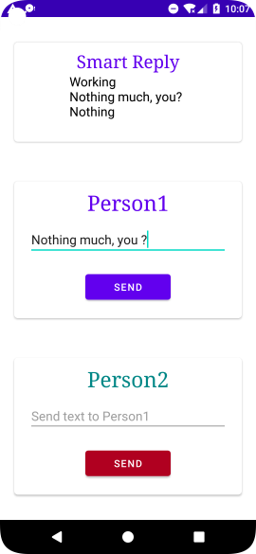 10:07
Smart Reply
Working
Nothing much, you?
Nothing
Person1
Nothing much, you ?
SEND
Person2
Send text to Person1
SEND